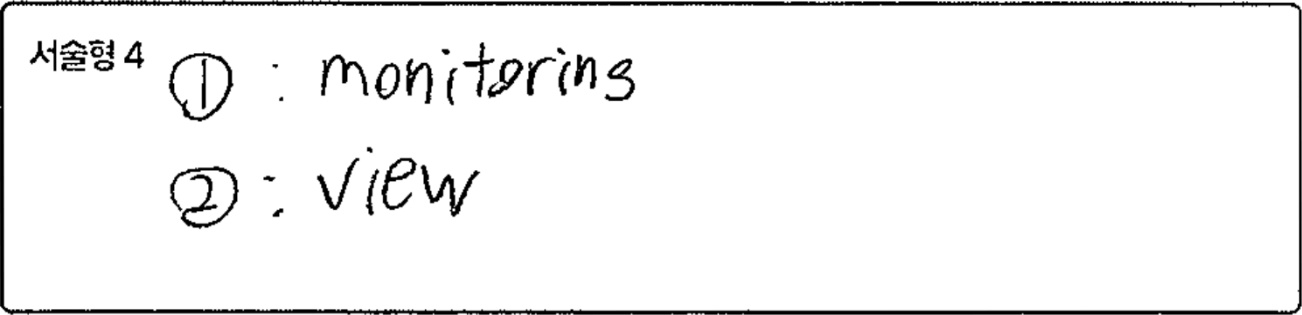 서술형 4 ① : monitoring
② : view